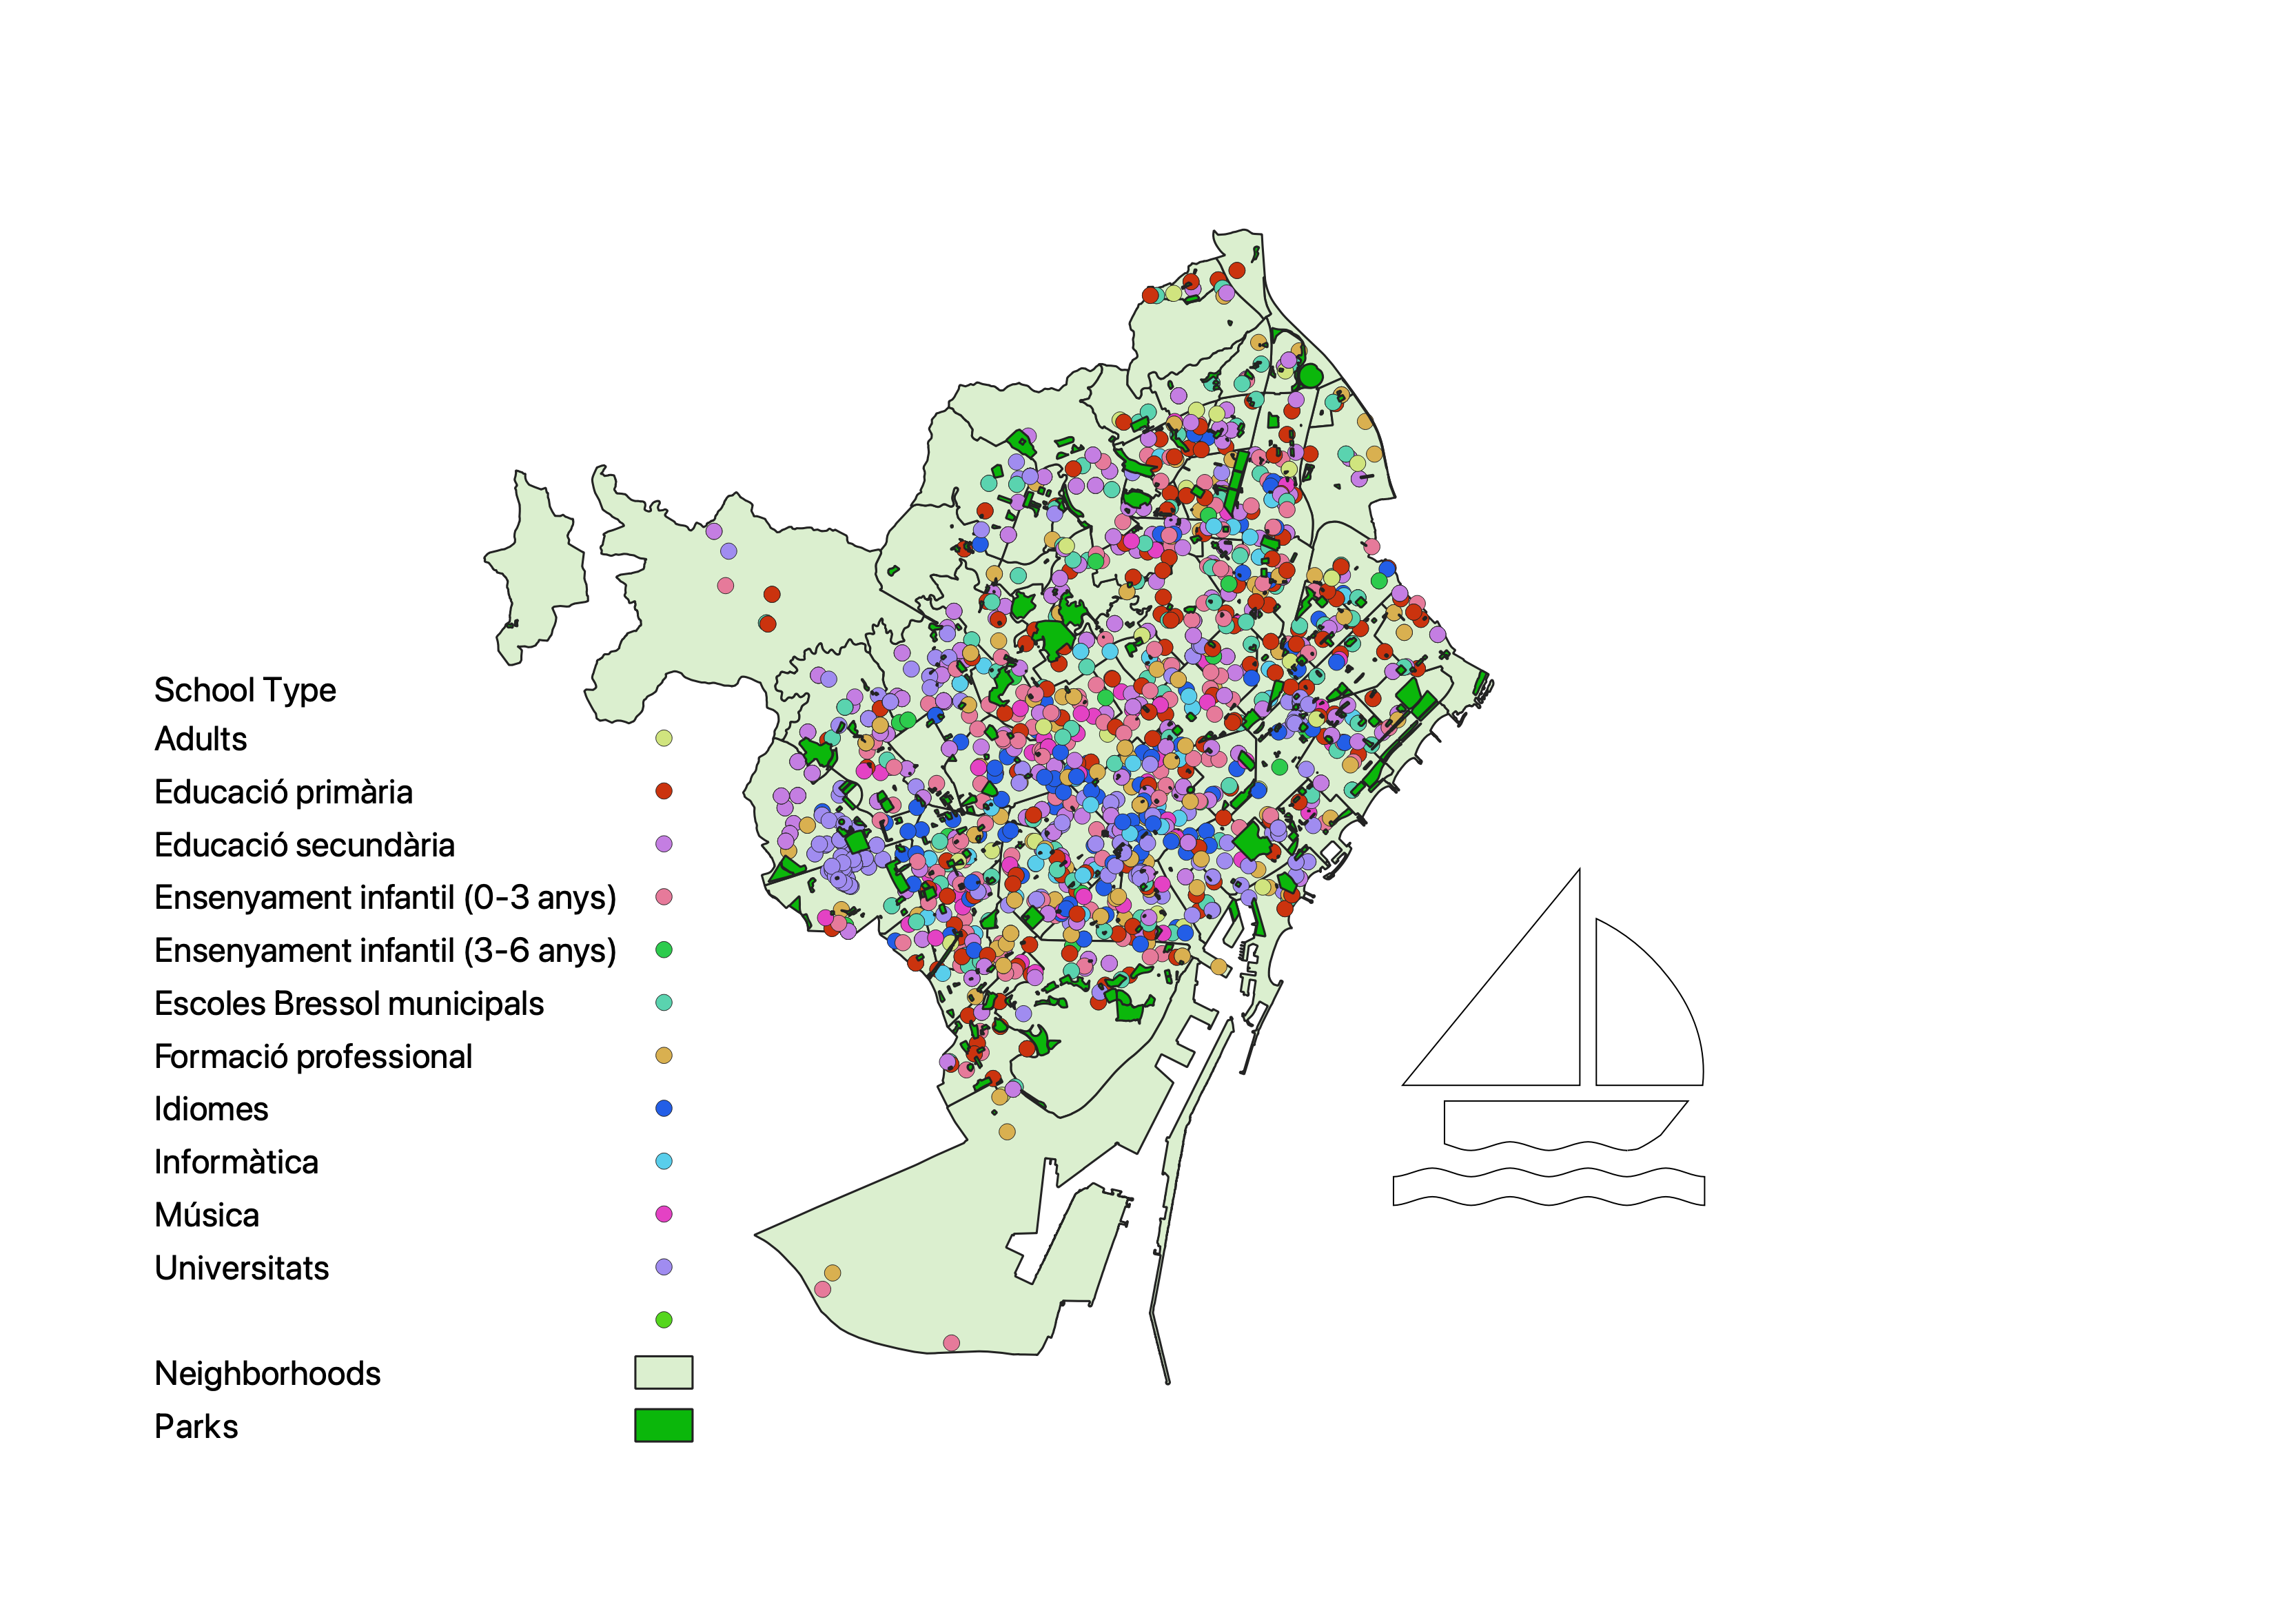 School Type
Adults
Educació primària
Educació secundària
Ensenyament infantil (0-3 anys)
Ensenyament infantil (3-6 anys)
Escoles Bressol municipals
Formació professional
Idiomes
Informàtica
Música
Universitats
Neighborhoods
Parks